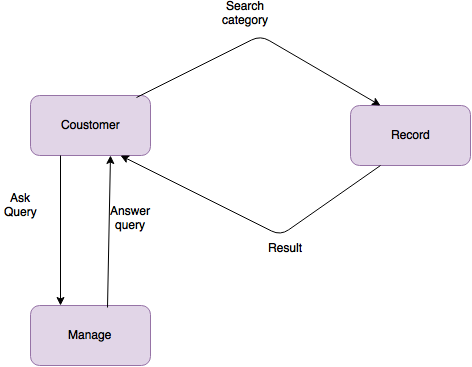 Search
category
Coustomer
Record
Ask
Query
Answer
query
Result
Manage